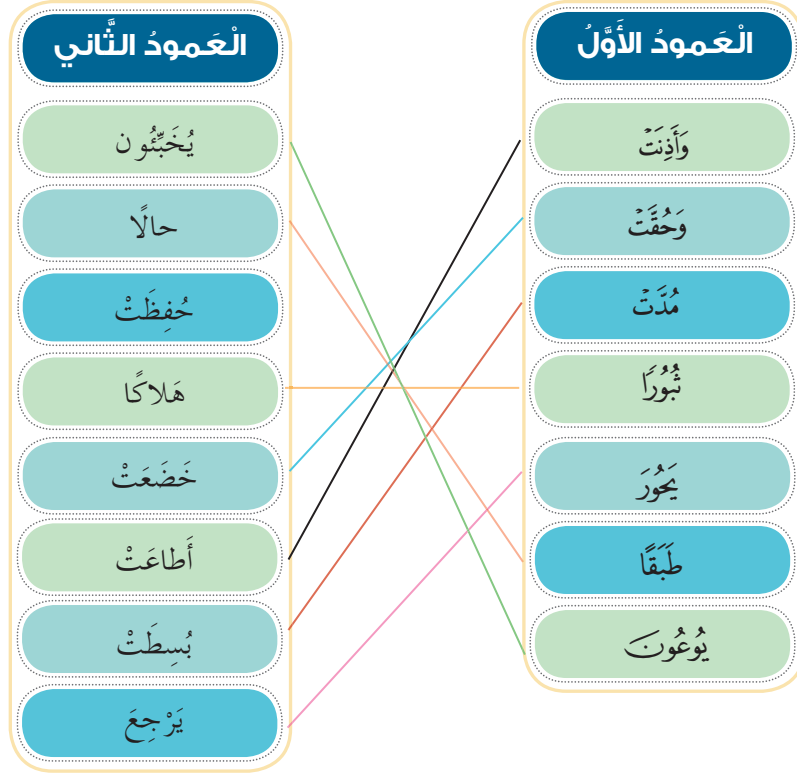 الْعَمودُ الأَوَّلُ
وَأَذِنَتْ
وَحُقَّتْ
مُدَّتْ
ثُبُورًا
يَحُورَ
طَبَقًا
يُوعُونَ
الْعَمودُ الثَّاني
يُخَبِّئُون
حالًا
حُفِظَتْ
هَلاكًا
خَضَعَتْ
أَطاعَتْ
بُسِطَتْ
يَرْجِعَ